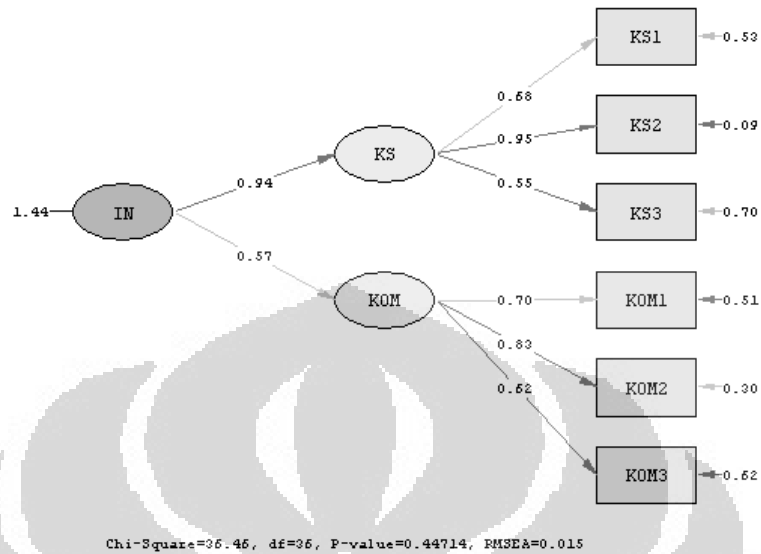 KS1
0.53
0.68
KS2
0.09
KS
0.95
0.94
0.55
KS3
0.70
1.44
IN
0.57
KOM
0.70
KOM1
0.51
0.83
KOM2
0.30
0.62
KOM3
0.62
Chi-Square=36.46, df=36, P-value=0.44714, RMSEA=0.015